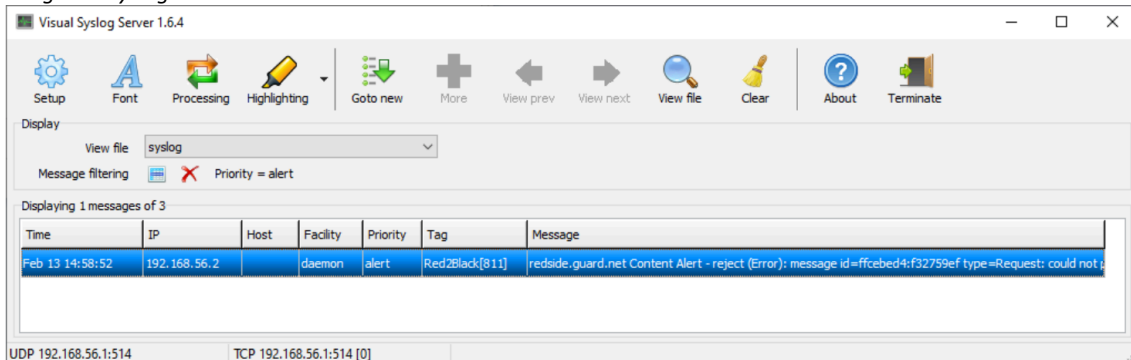 Visual Syslog Server 1.6.4
Setup
Font
Processing
Highlighting
Goto new
More
View prev
View next
View file
Clear
About
Terminate
Display
View file syslog
Message filtering Priority = alert
Displaying 1 messages of 3
Time IP Host Facility Priority Tag Message
Feb 13 14:58:52 192.168.56.2 daemon alert Red2Black[811] redside.guard.net Content Alert - reject (Error): message id=ffcebed4:f32759ef type=Request: could not
UDP 192.168.56.1:514 TCP 192.168.56.1:514 [0]